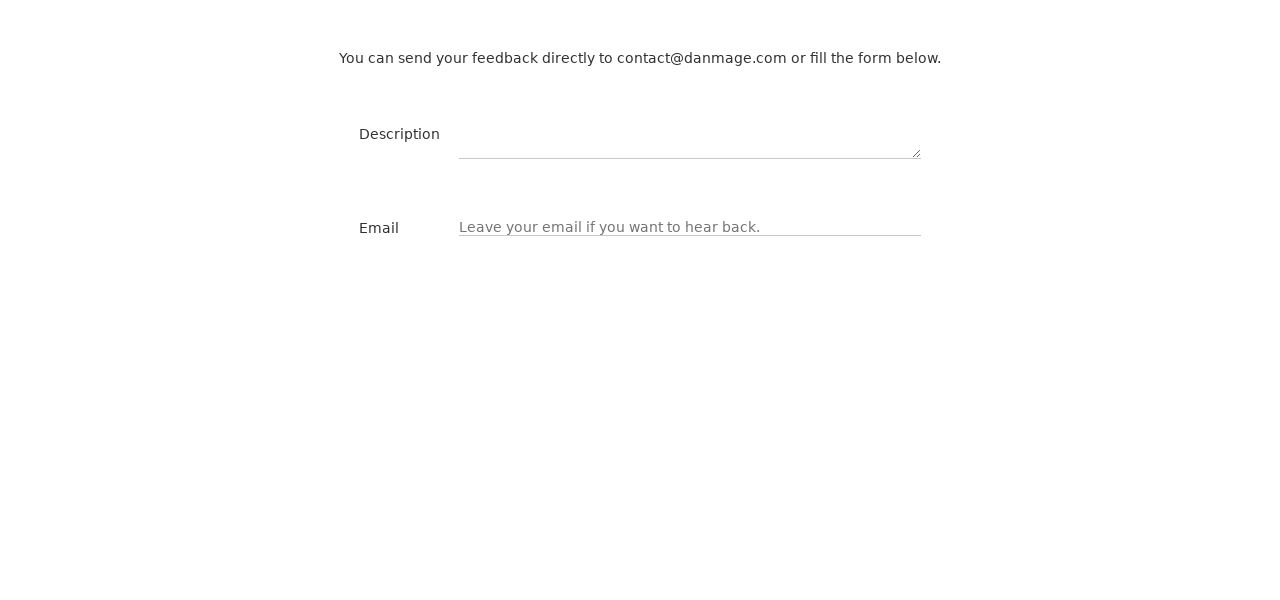 You can send your feedback directly to contact@danmage.com or fill the form below.
Description
Email
Leave your email if you want to hear back.